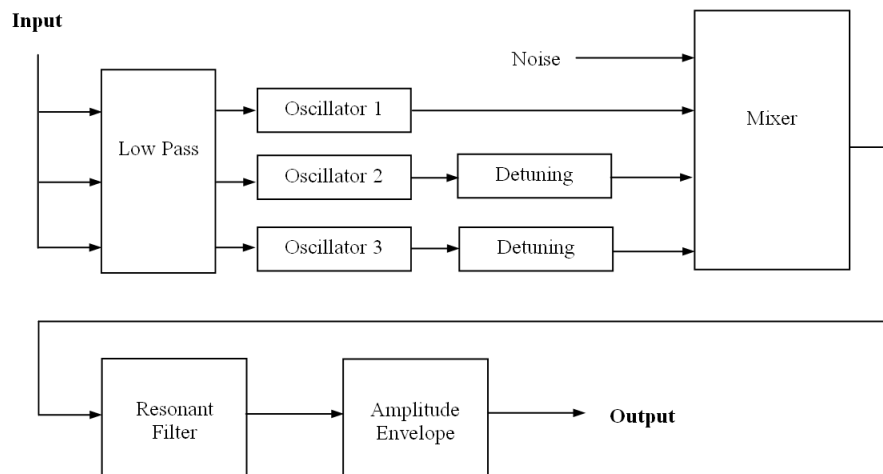 Input
Noise
Oscillator 1
Mixer
Low Pass
Oscillator 2
Detuning
Oscillator 3
Detuning
Resonant
Filter
Amplitude
Envelope
Output